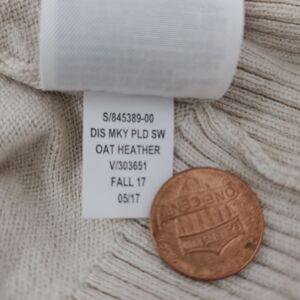 S/845389-00
DIS MKY PLD SW
OAT HEATHER
V/303651
FALL 17
05/17